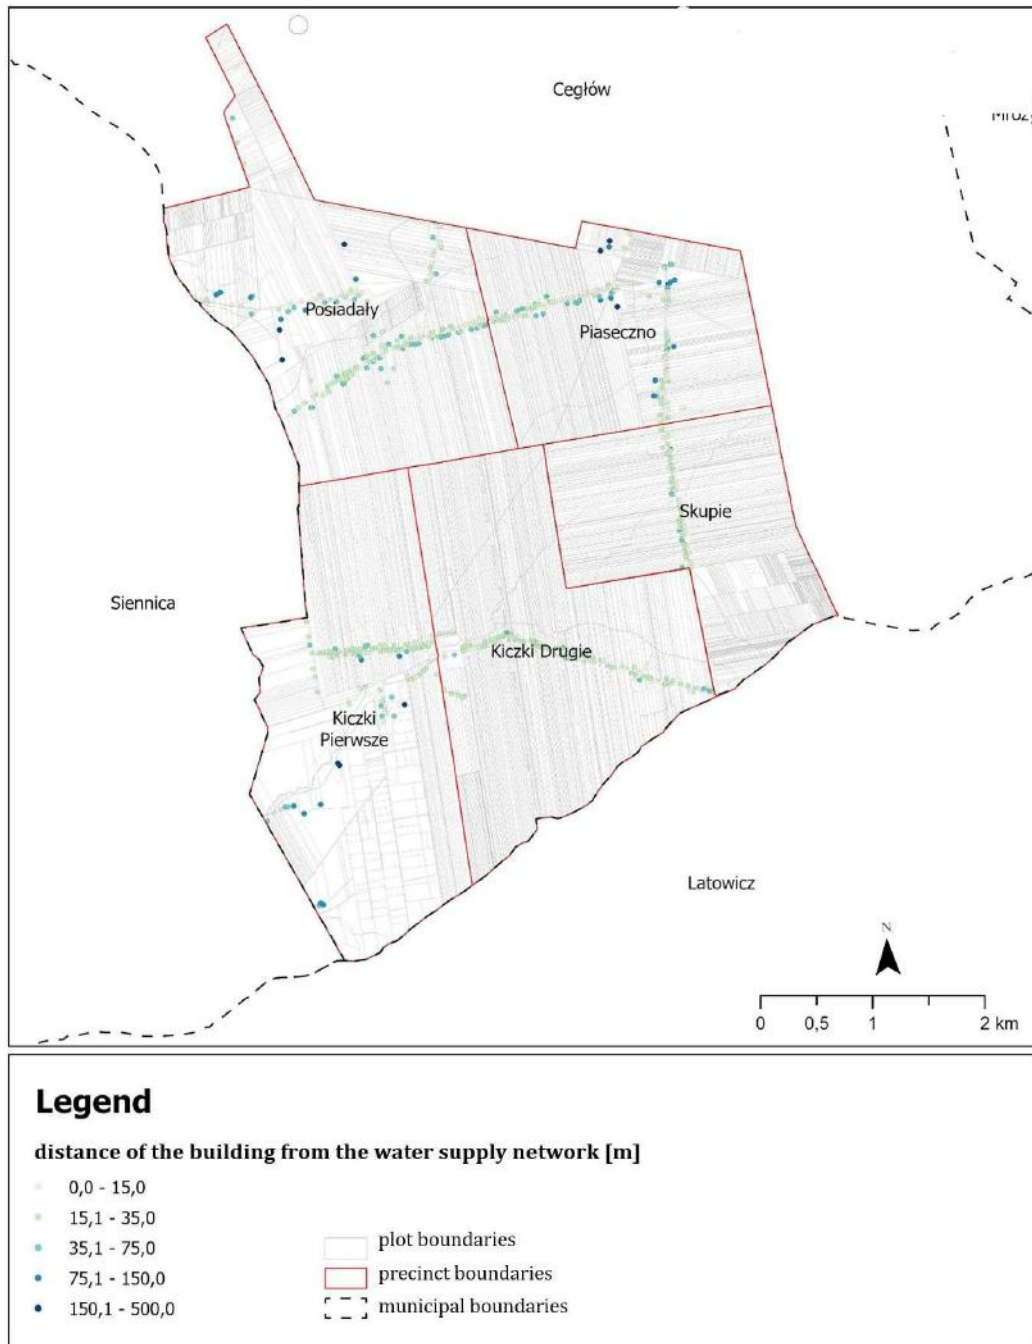 Cegłów
Posiadały
Piaseczno
Skupie
Siennica
Kiczki Drugie
Kiczki
Pierwsze
Latowicz
N
0 0,5 1 2 km
Legend
distance of the building from the water supply network [m]
0,0 - 15,0
15,1 - 35,0
35,1 - 75,0
75,1 - 150,0
150,1 - 500,0
plot boundaries
precinct boundaries
municipal boundaries